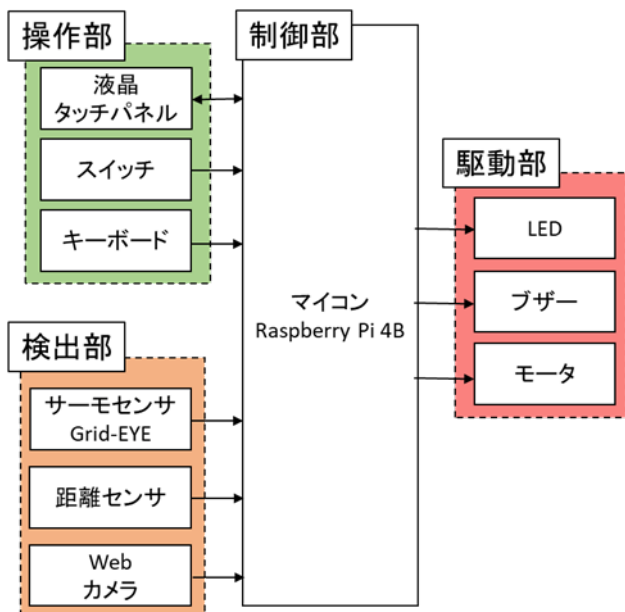 操作部
液晶
タッチパネル
スイッチ
キーボード
検出部
サーモセンサ
Grid-EYE
距離センサ
Web
カメラ
制御部
マイコン
Raspberry Pi 4B
駆動部
LED
ブザー
モータ